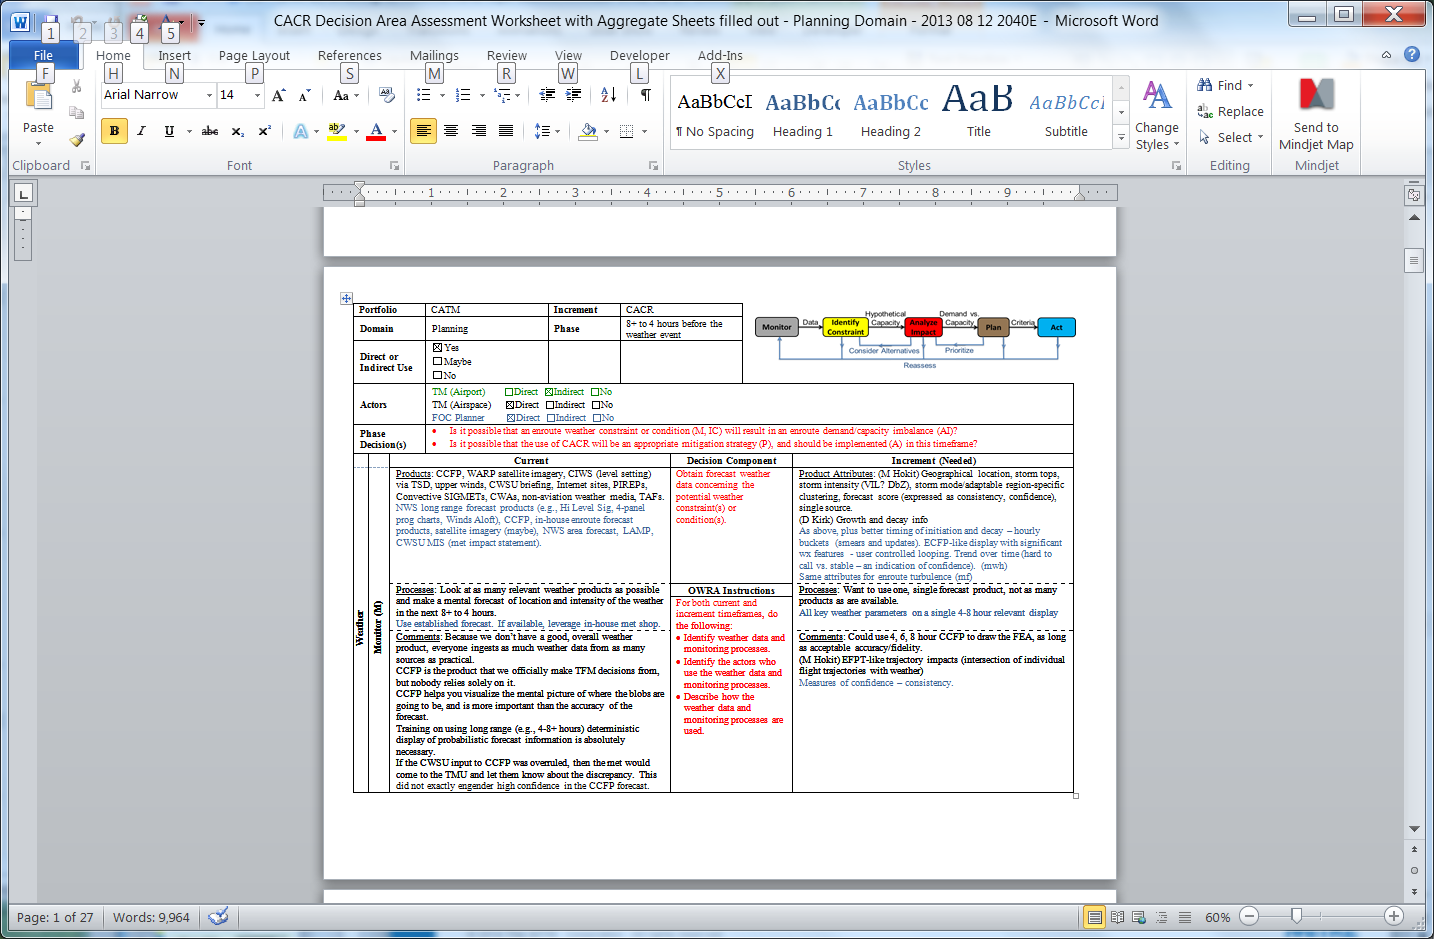 CACR Decision Area Assessment Worksheet with Aggregate Sheets filled out - Planning Domain - 2013 08 12 2040E - Microsoft Word
1 2 3 4 5
File Home Insert Page Layout References Mailings Review View Developer Add-Ins
F H N P S M R W L X
Paste
Arial Narrow 14
Aa
B I U abc x₂ x²
A
AaBbCcI AaBbCc AaBbCc AaB AaBbCcI
¶ No Spacing Heading 1 Heading 2 Title Subtitle
Change Styles
Find
Replace
Select
Send to Mindjet Map
Clipboard Font Paragraph Styles Editing Mindjet
1 2 3 4 5 6 7 8 9
Portfolio CATM Increment CACR
Domain Planning Phase 8+ to 4 hours before the weather event
Direct or Indirect Use
☒ Yes
☐ Maybe
☐ No
Monitor Data Identify Constraint Hypothetical Capacity Analyze Impact Demand vs. Capacity Plan Criteria Act
Consider Alternatives Prioritize
Reassess
Actors
TM (Airport) ☐Direct ☒Indirect ☐No
TM (Airspace) ☒Direct ☐Indirect ☐No
FOC Planner ☒Direct ☐Indirect ☐No
Phase Decision(s)
• Is it possible that an enroute weather constraint or condition (M, IC) will result in an enroute demand/capacity imbalance (AI)?
• Is it possible that the use of CACR will be an appropriate mitigation strategy (P), and should be implemented (A) in this timeframe?
Current Decision Component Increment (Needed)
Weather
Monitor (M)
Products: CCFP, WARP satellite imagery, CIWS (level setting)
via TSD, upper winds, CWSU briefing, Internet sites, PIREPs,
Convective SIGMETs, CWAs, non-aviation weather media, TAFs.
NWS long range forecast products (e.g., Hi Level Sig, 4-panel
prog charts, Winds Aloft), CCFP, in-house enroute forecast
products, satellite imagery (maybe), NWS area forecast, LAMP,
CWSU MIS (met impact statement).
Obtain forecast weather
data concerning the
potential weather
constraint(s) or
condition(s).
Product Attributes: (M Hokit) Geographical location, storm tops,
storm intensity (VIL? DbZ), storm mode/adaptable region-specific
clustering, forecast score (expressed as consistency, confidence),
single source.
(D Kirk) Growth and decay info
As above, plus better timing of initiation and decay – hourly
buckets (smears and updates). ECFP-like display with significant
wx features - user controlled looping. Trend over time (hard to
call vs. stable – an indication of confidence). (mwh)
Same attributes for enroute turbulence (mf)
Processes: Look at as many relevant weather products as possible
and make a mental forecast of location and intensity of the weather
in the next 8+ to 4 hours.
Use established forecast. If available, leverage in-house met shop.
OWRA Instructions
For both current and
increment timeframes, do
the following:
• Identify weather data and
monitoring processes.
• Identify the actors who
use the weather data and
monitoring processes.
• Describe how the
weather data and
monitoring processes are
used.
Processes: Want to use one, single forecast product, not as many
products as are available.
All key weather parameters on a single 4-8 hour relevant display
Comments: Because we don't have a good, overall weather
product, everyone ingests as much weather data from as many
sources as practical.
CCFP is the product that we officially make TFM decisions from,
but nobody relies solely on it.
CCFP helps you visualize the mental picture of where the blobs are
going to be, and is more important than the accuracy of the
forecast.
Training on using long range (e.g., 4-8+ hours) deterministic
display of probabilistic forecast information is absolutely
necessary.
If the CWSU input to CCFP was overruled, then the met would
come to the TMU and let them know about the discrepancy. This
did not exactly engender high confidence in the CCFP forecast.
Comments: Could use 4, 6, 8 hour CCFP to draw the FEA, as long
as acceptable accuracy/fidelity.
(M Hokit) EFPT-like trajectory impacts (intersection of individual
flight trajectories with weather)
Measures of confidence – consistency.
Page: 1 of 27 Words: 9,964 60%